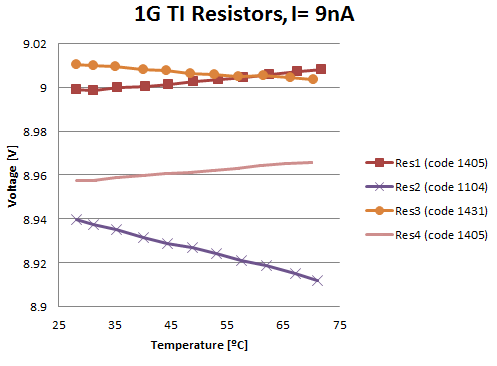 1G TI Resistors, I= 9nA
9.02
9
8.98
8.96
8.94
8.92
8.9
Voltage [V]
25 35 45 55 65 75
Temperature [ºC]
Res1 (code 1405)
Res2 (code 1104)
Res3 (code 1431)
Res4 (code 1405)